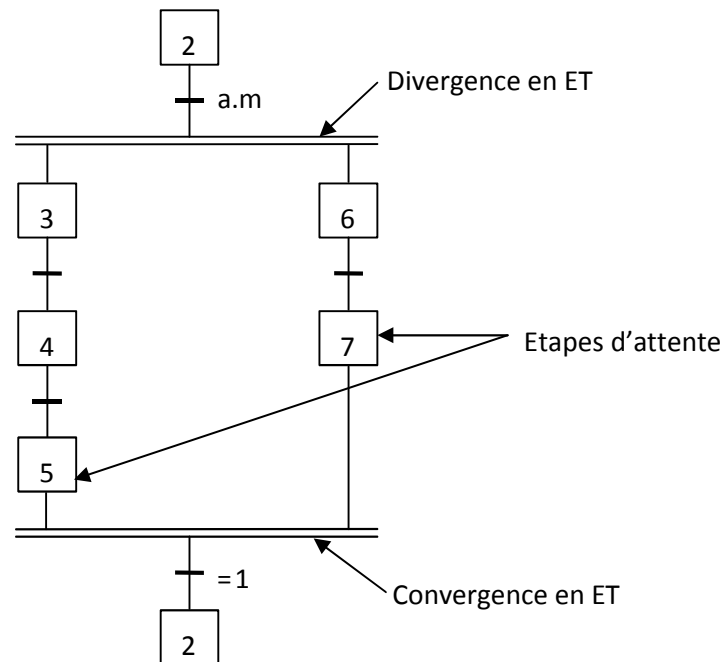 2
a.m
Divergence en ET
3
6
4
7
Etapes d’attente
5
=1
Convergence en ET
2